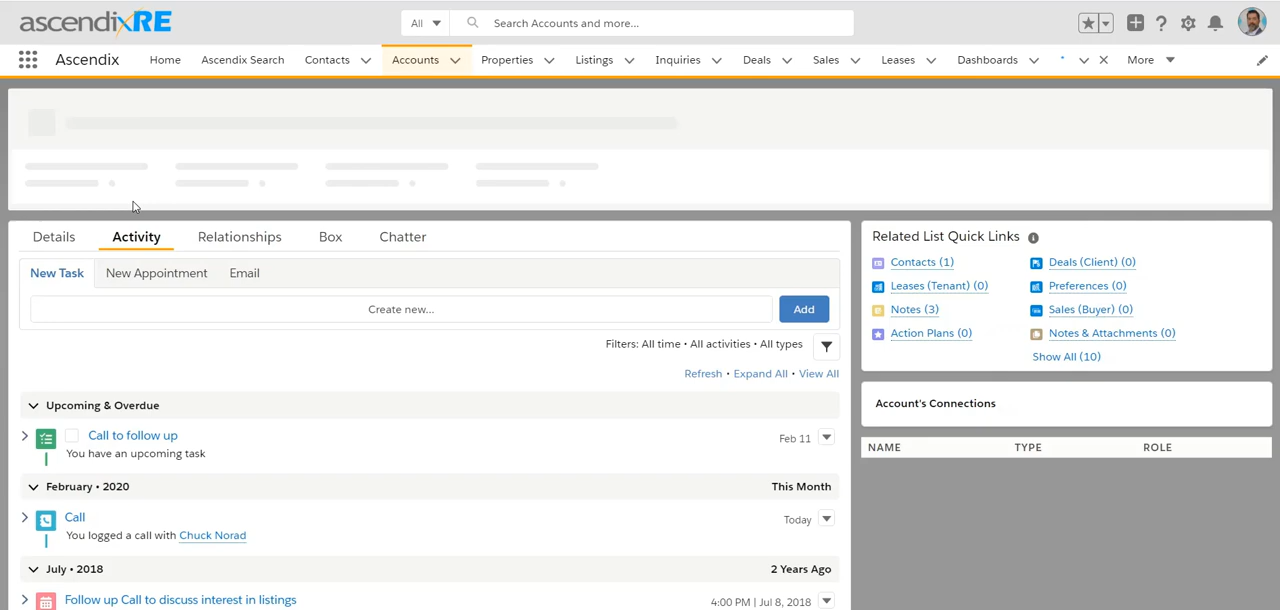 ascendixRE
All
Search Accounts and more...
Ascendix
Home
Ascendix Search
Contacts
Accounts
Properties
Listings
Inquiries
Deals
Sales
Leases
Dashboards
*
More
Details
Activity
Relationships
Box
Chatter
New Task
New Appointment
Email
Create new...
Add
Filters: All time • All activities • All types
Refresh • Expand All • View All
Upcoming & Overdue
Call to follow up
Feb 11
You have an upcoming task
February • 2020
This Month
Call
Today
You logged a call with Chuck Norad
July • 2018
2 Years Ago
Follow up Call to discuss interest in listings
4:00 PM | Jul 8, 2018
Related List Quick Links
Contacts (1)
Deals (Client) (0)
Leases (Tenant) (0)
Preferences (0)
Notes (3)
Sales (Buyer) (0)
Action Plans (0)
Notes & Attachments (0)
Show All (10)
Account's Connections
NAME
TYPE
ROLE